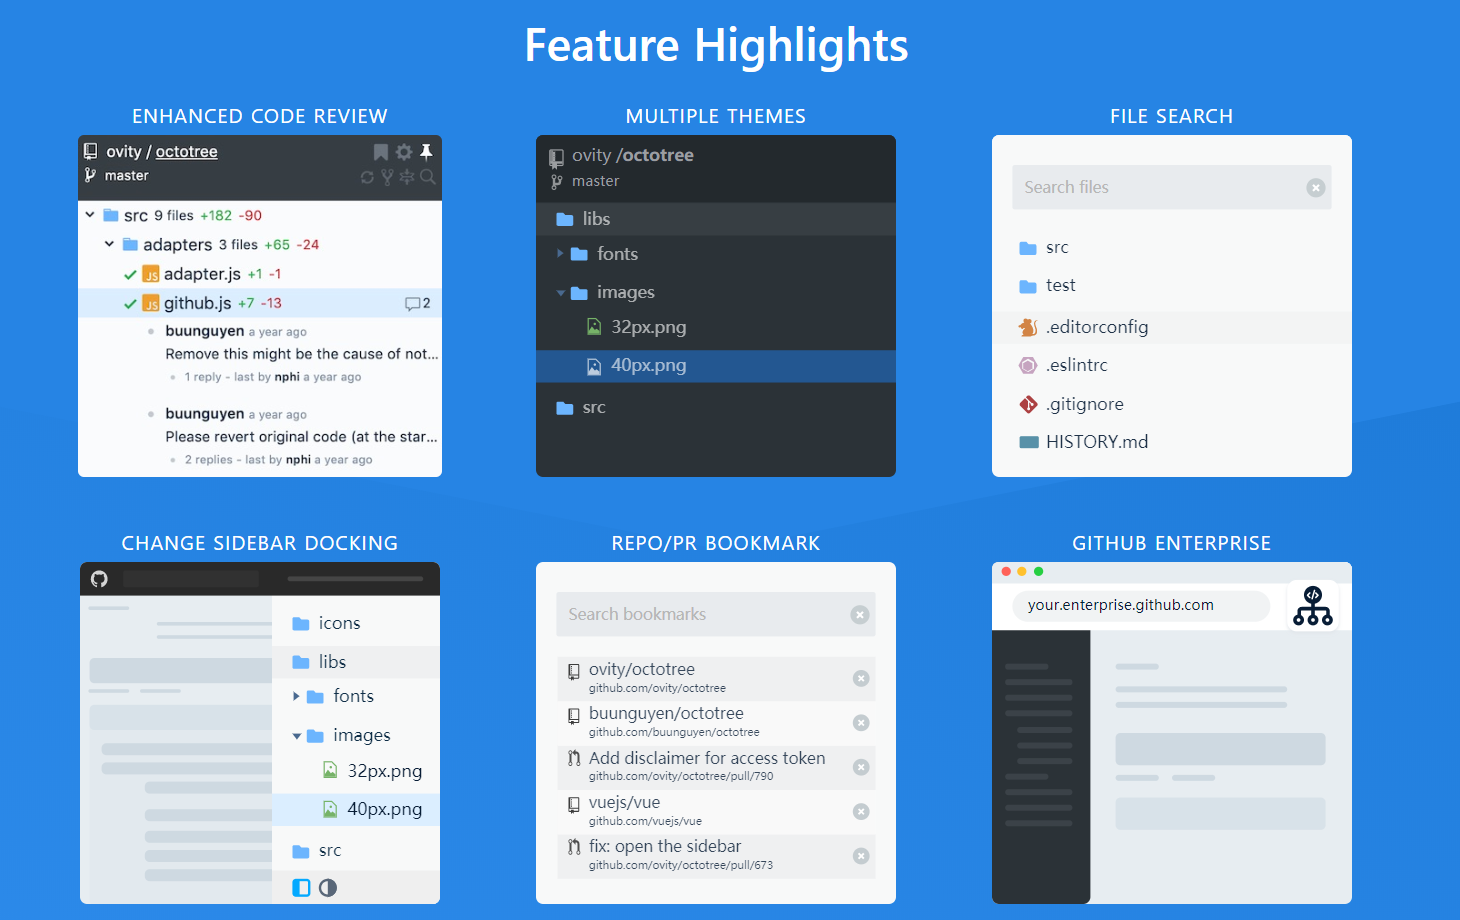 Feature Highlights
ENHANCED CODE REVIEW
ovity / octotree
master
src 9 files +182 -90
adapters 3 files +65 -24
JS adapter.js +1 -1
JS github.js +7 -13 2
buunguyen a year ago
Remove this might be the cause of not...
1 reply - last by nphi a year ago
buunguyen a year ago
Please revert original code (at the star...
2 replies - last by nphi a year ago
MULTIPLE THEMES
ovity /octotree
master
libs
fonts
images
32px.png
40px.png
src
FILE SEARCH
Search files
src
test
.editorconfig
.eslintrc
.gitignore
HISTORY.md
CHANGE SIDEBAR DOCKING
icons
libs
fonts
images
32px.png
40px.png
src
REPO/PR BOOKMARK
Search bookmarks
ovity/octotree
github.com/ovity/octotree
buunguyen/octotree
github.com/buunguyen/octotree
Add disclaimer for access token
github.com/ovity/octotree/pull/790
vuejs/vue
github.com/vuejs/vue
fix: open the sidebar
github.com/ovity/octotree/pull/673
GITHUB ENTERPRISE
your.enterprise.github.com